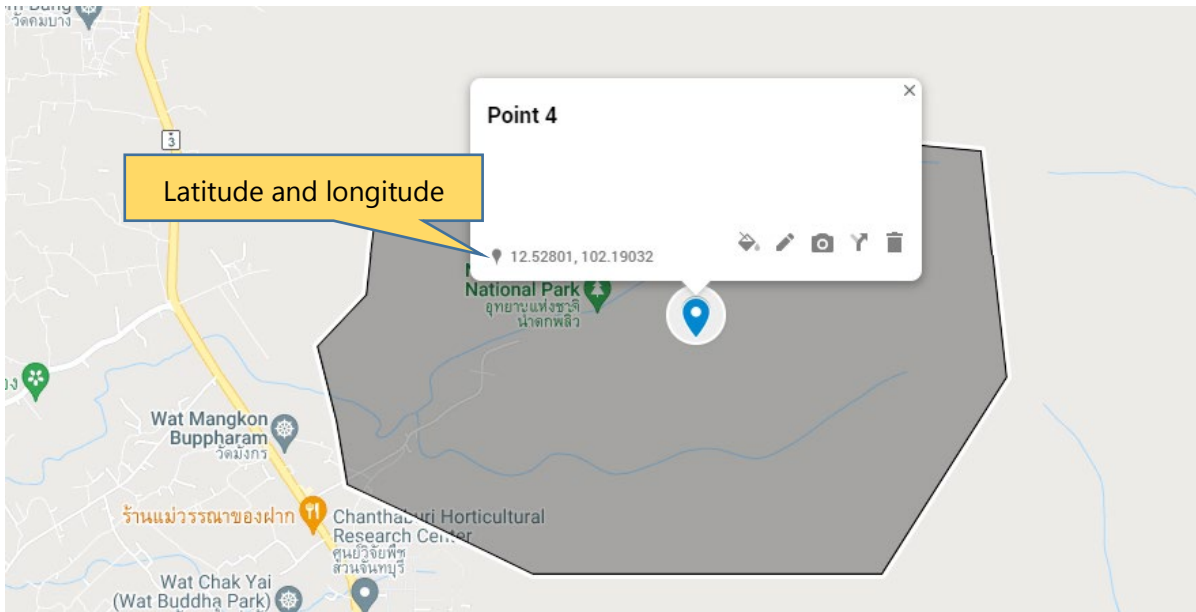 วัดคมบาง
3
Point 4
Latitude and longitude
12.52801, 102.19032
National Park
อุทยานแห่งชาติ
น้ำตกพลิ้ว
Wat Mangkon
Buppharam
วัดมังกร
ร้านแม่วรรณาของฝาก
Chanthaburi Horticultural
Research Center
ศูนย์วิจัยพืช
สวนจันทบุรี
Wat Chak Yai
(Wat Buddha Park)